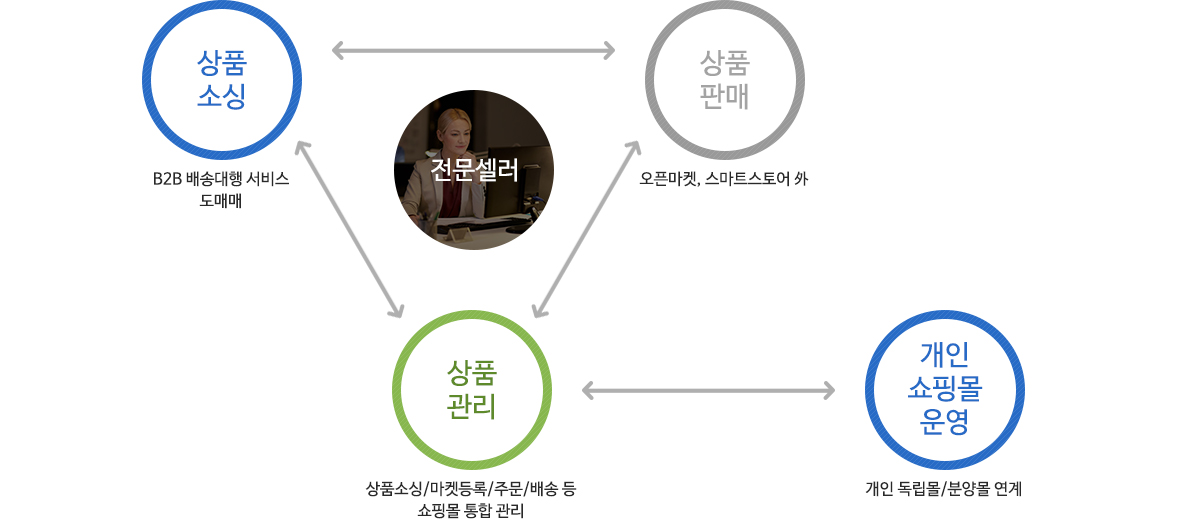 상품
소싱
상품
판매
전문셀러
B2B 배송대행 서비스
도매매
오픈마켓, 스마트스토어 外
상품
관리
개인
쇼핑몰
운영
상품소싱/마켓등록/주문/배송 등
쇼핑몰 통합 관리
개인 독립몰/분양몰 연계